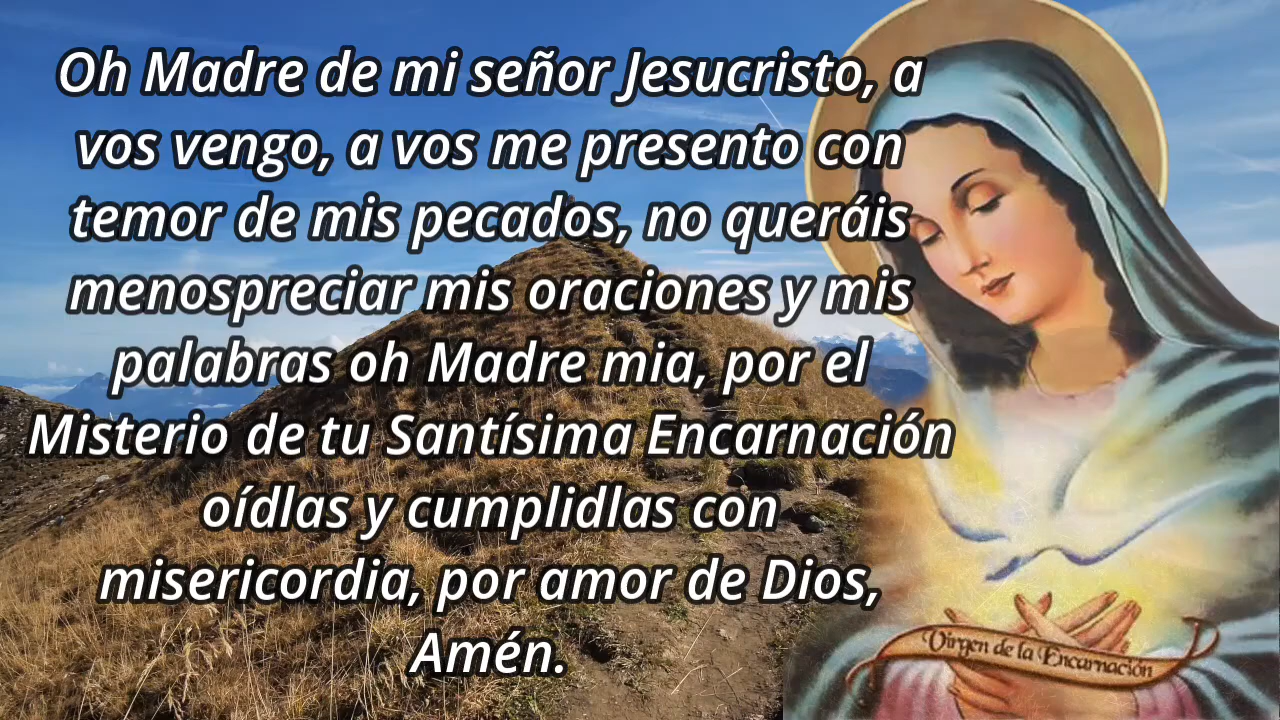 Oh Madre de mi señor Jesucristo, a
vos vengo, a vos me presento con
temor de mis pecados, no queráis
menospreciar mis oraciones y mis
palabras oh Madre mia, por el
Misterio de tu Santísima Encarnación
oídlas y cumplidlas con
misericordia, por amor de Dios,
Amén.
Virgen de la Encarnación